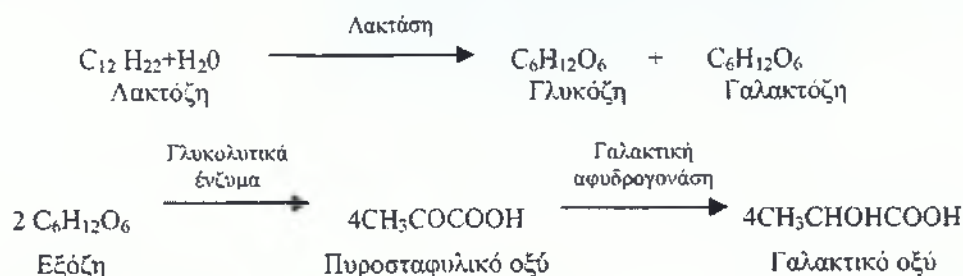 Λακτάση
C₁₂ H₂₂+H₂0 → C₆H₁₂O₆ + C₆H₁₂O₆
Λακτόζη Γλυκόζη Γαλακτόζη
Γλυκολυτικά Γαλακτική
ένζυμα αφυδρογονάση
2 C₆H₁₂O₆ → 4CH₃COCOOH → 4CH₃CHOHCOOH
Εξόζη Πυροσταφυλικό οξύ Γαλακτικό οξύ